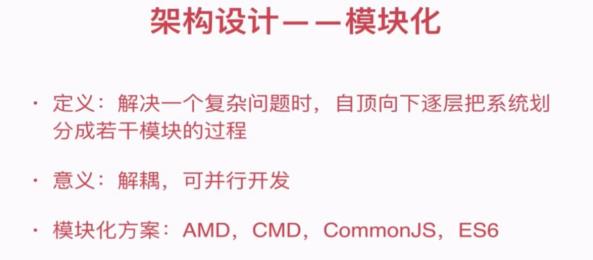 架构设计——模块化
· 定义：解决一个复杂问题时，自顶向下逐层把系统划
分成若干模块的过程
· 意义：解耦，可并行开发
· 模块化方案：AMD，CMD，CommonJS，ES6